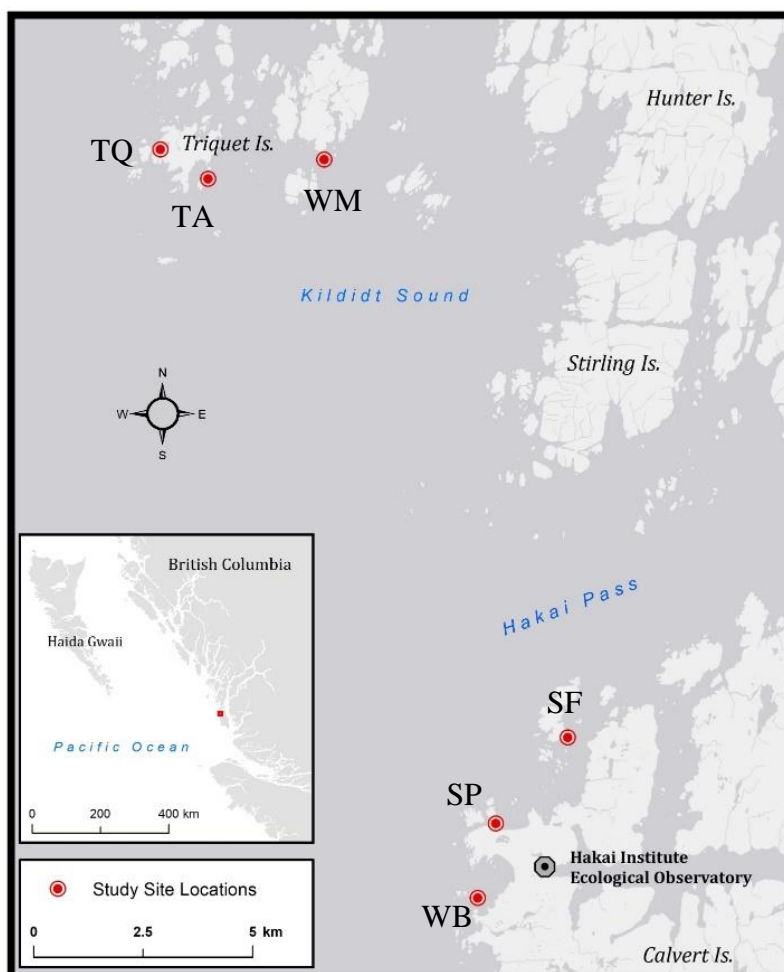 Hunter Is.
TQ
Triquet Is.
TA
WM
Kildidt Sound
Stirling Is.
N
W
E
S
British Columbia
Haida Gwaii
Pacific Ocean
0 200 400 km
Hakai Pass
SF
SP
Hakai Institute
Ecological Observatory
WB
Calvert Is.
Study Site Locations
0 2.5 5 km